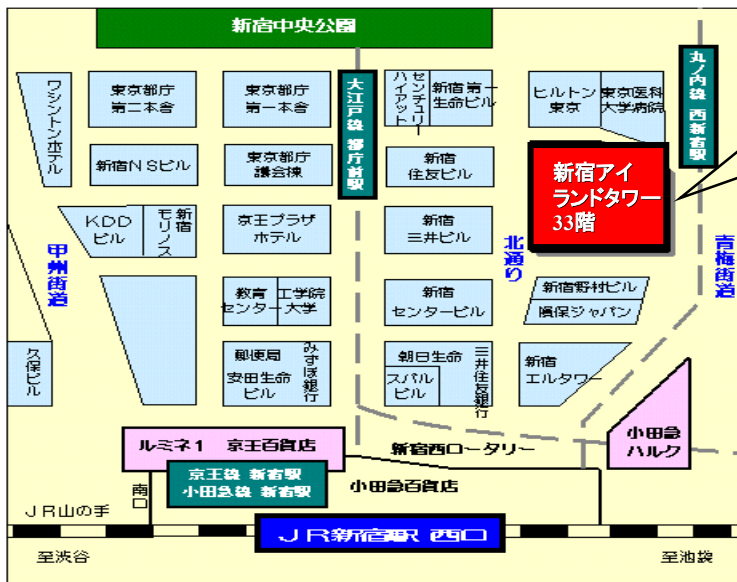 新宿中央公園
ワシントンホテル
東京都庁
第二本舎
東京都庁
第一本舎
大江戸線 都庁前駅
センチュリー
ハイアット
新宿第一
生命ビル
ヒルトン
東京
東京医科
大学病院
丸ノ内線 西新宿駅
新宿NSビル
東京都庁
議会棟
新宿
住友ビル
新宿アイ
ランドタワー
33階
KDD
ビル
新宿
モリノス
京王プラザ
ホテル
新宿
三井ビル
北通り
青梅街道
甲州街道
教育
センター
工学院
大学
新宿
センタービル
新宿野村ビル
損保ジャパン
久保ビル
郵便局
安田生命
ビル
みずほ銀行
朝日生命
スバル
ビル
三井住友銀行
新宿
エルタワー
ルミネ1 京王百貨店
新宿西ロータリー
小田急
ハルク
京王線 新宿駅
小田急線 新宿駅
小田急百貨店
南口
JR山の手
JR新宿駅 西口
至渋谷
至池袋